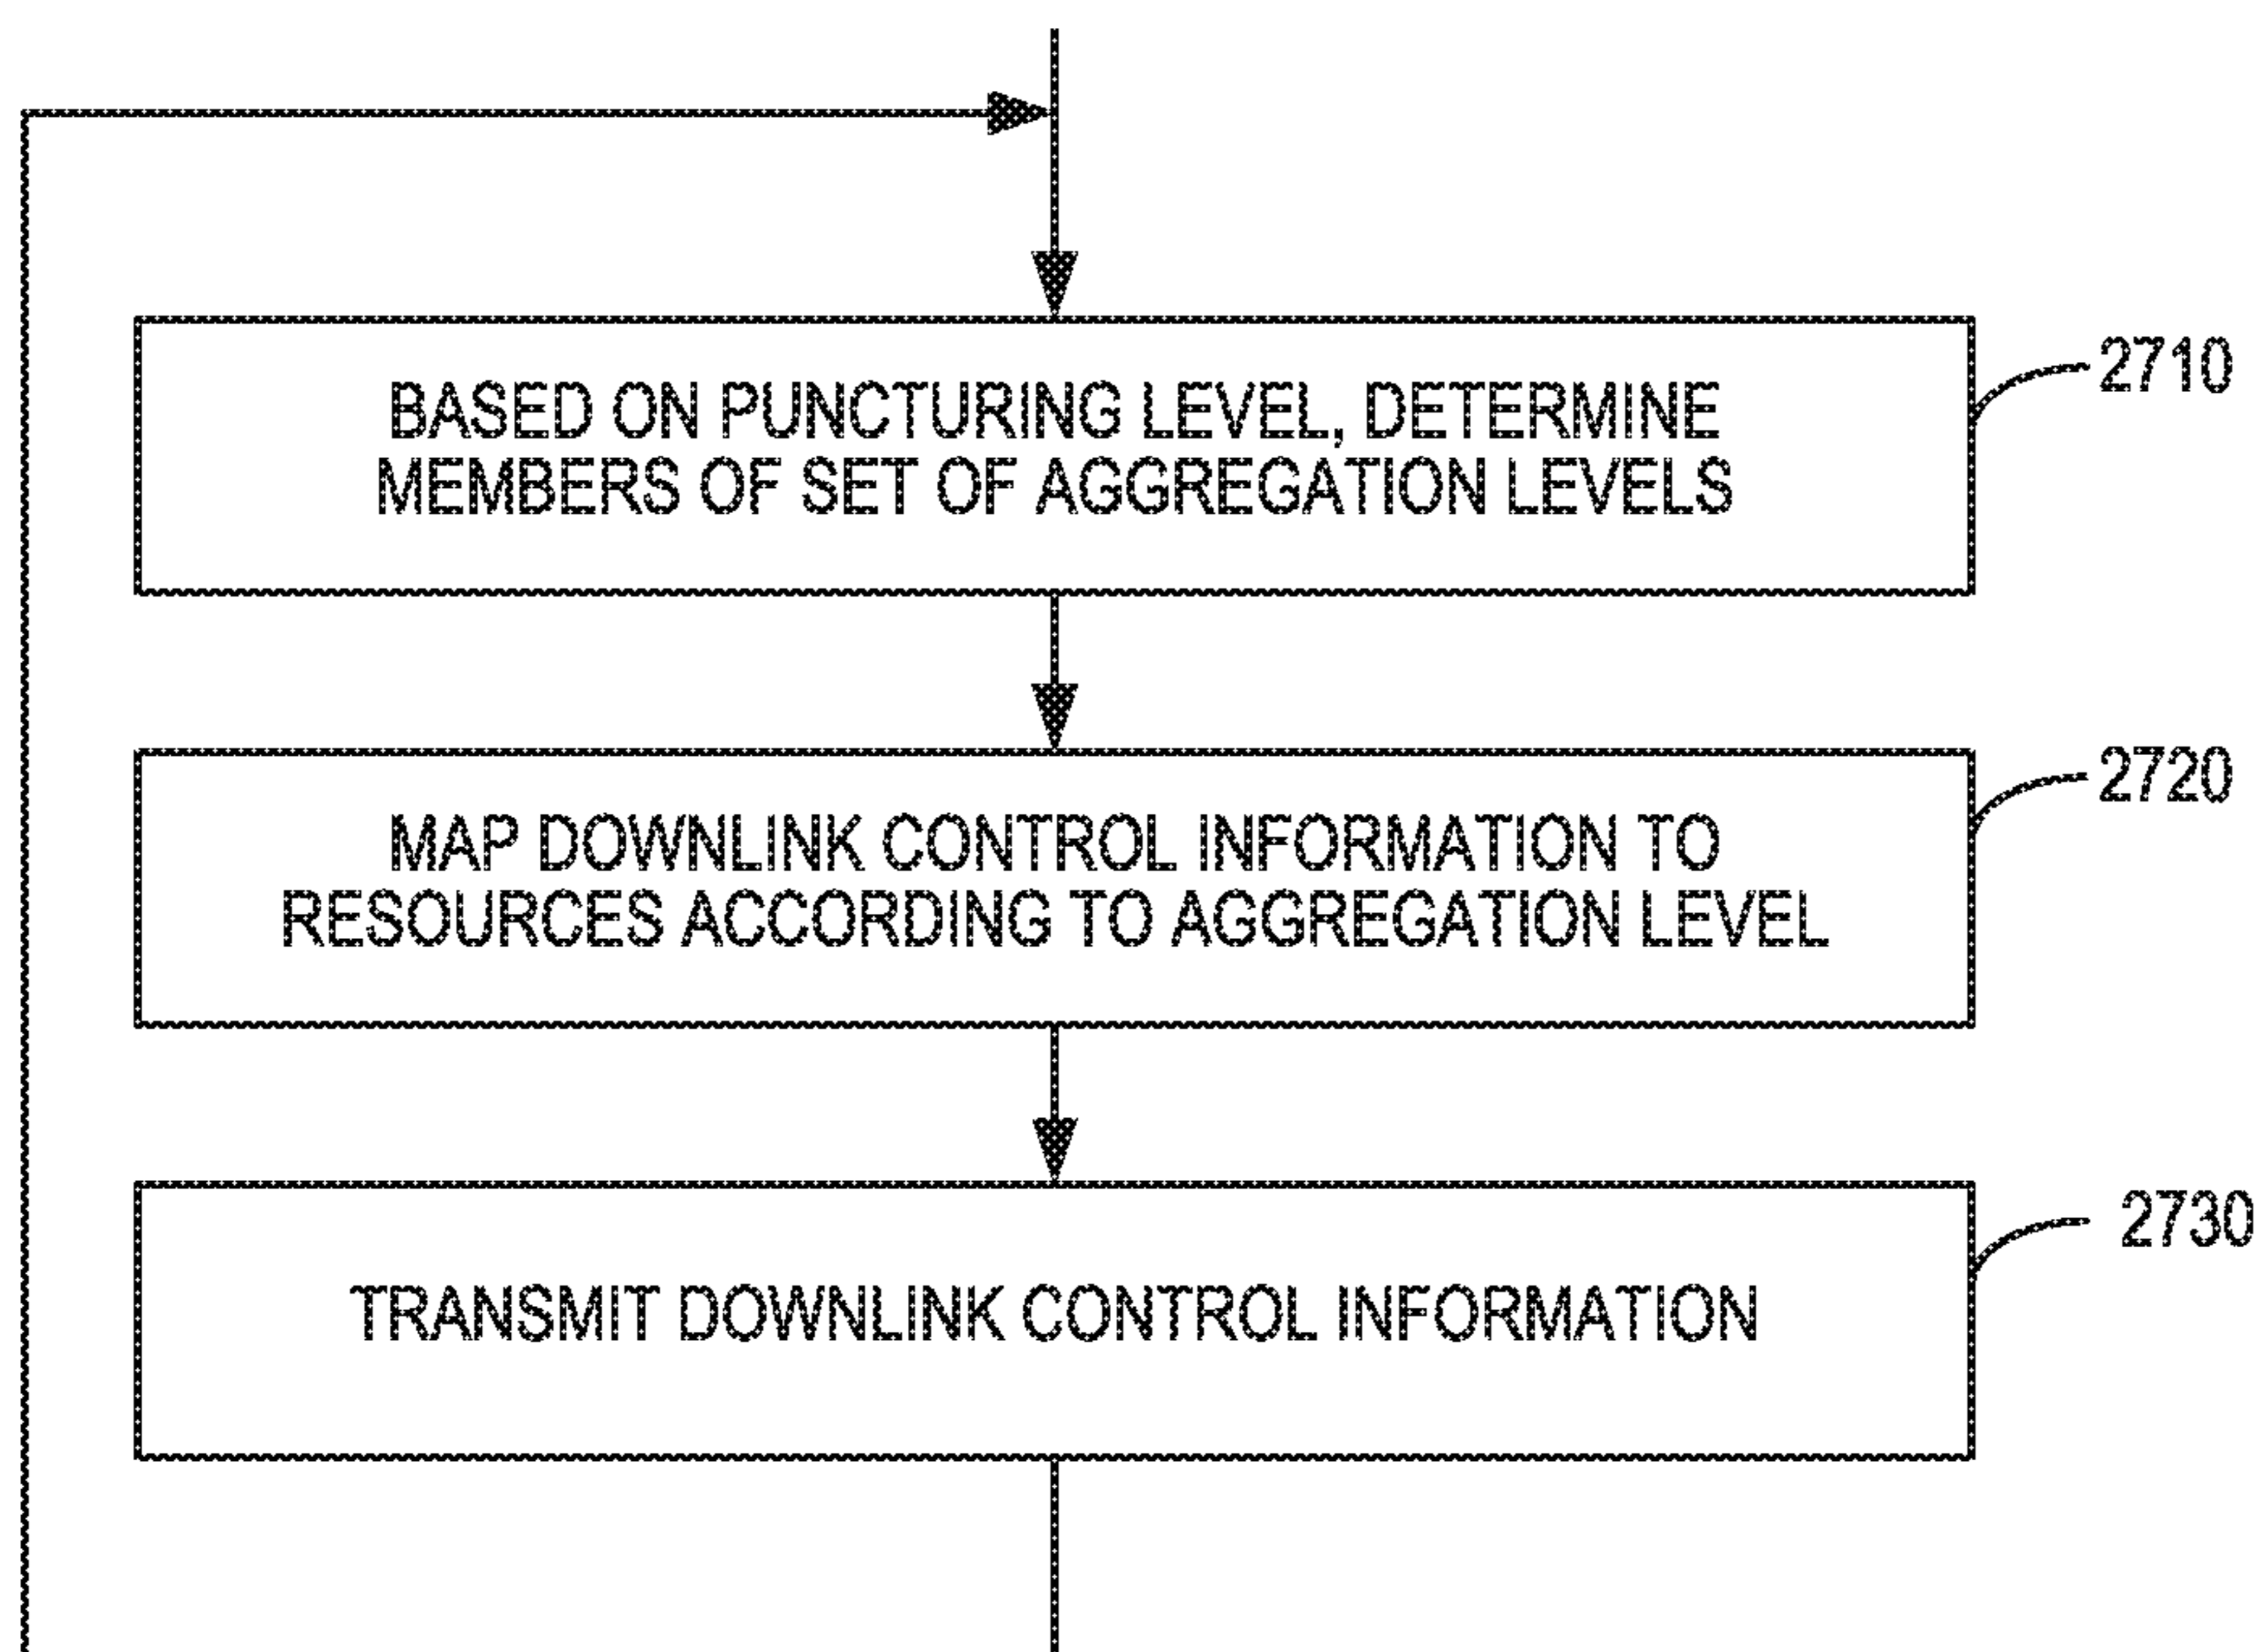 BASED ON PUNCTURING LEVEL, DETERMINE
MEMBERS OF SET OF AGGREGATION LEVELS
2710
MAP DOWNLINK CONTROL INFORMATION TO
RESOURCES ACCORDING TO AGGREGATION LEVEL
2720
TRANSMIT DOWNLINK CONTROL INFORMATION
2730